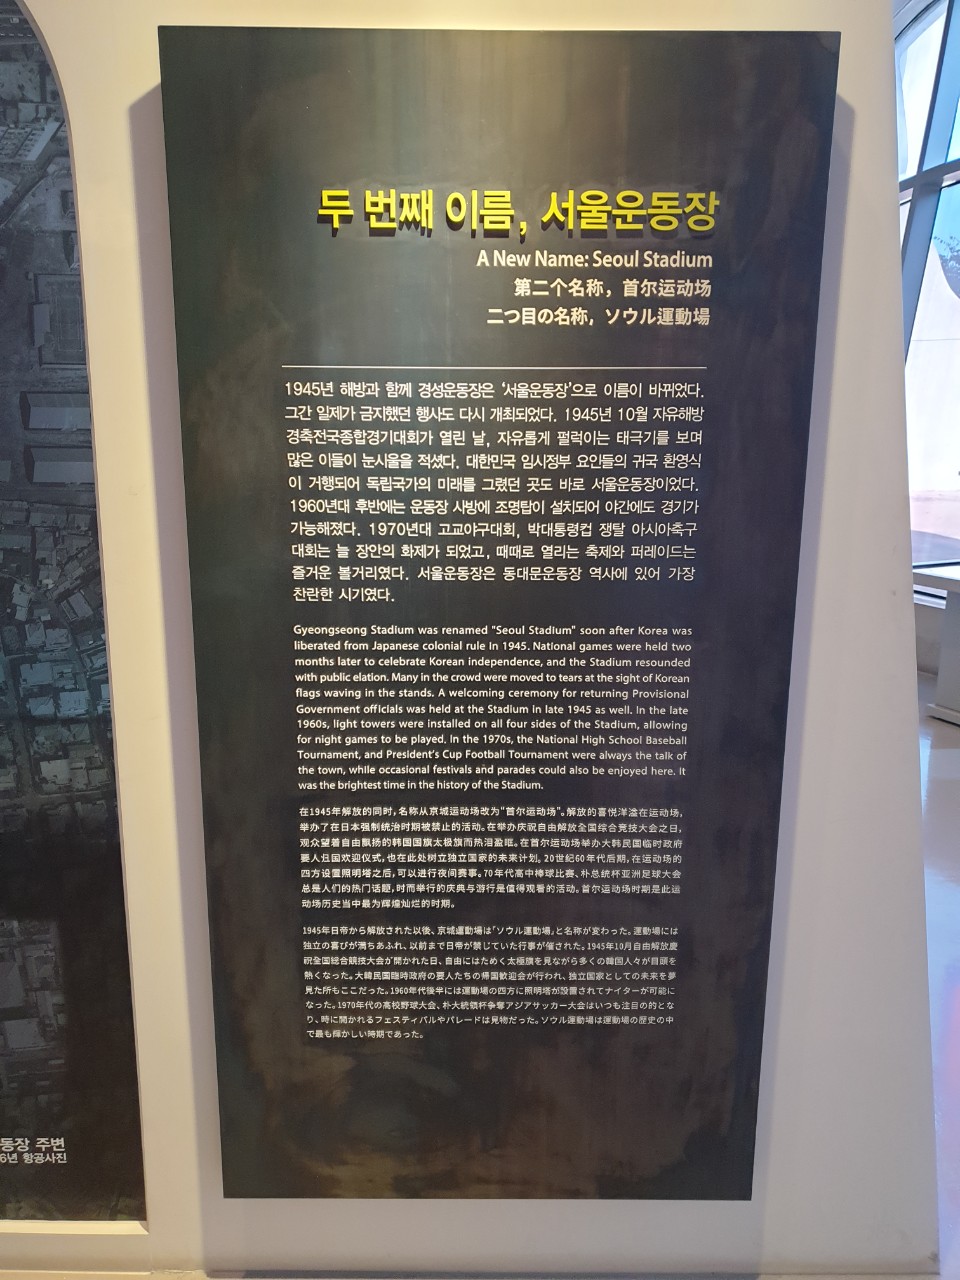 두 번째 이름, 서울운동장
A New Name: Seoul Stadium
第二个名称，首尔运动场
二つ目の名称，ソウル運動場
1945년 해방과 함께 경성운동장은 ‘서울운동장’으로 이름이 바뀌었다.
그간 일제가 금지했던 행사도 다시 개최되었다. 1945년 10월 자유해방
경축전국종합경기대회가 열린 날, 자유롭게 펄럭이는 태극기를 보며
많은 이들이 눈시울을 적셨다. 대한민국 임시정부 요인들의 귀국 환영식
이 거행되어 독립국가의 미래를 그렸던 곳도 바로 서울운동장이었다.
1960년대 후반에는 운동장 사방에 조명탑이 설치되어 야간에도 경기가
가능해졌다. 1970년대 고교야구대회, 박대통령컵 쟁탈 아시아축구
대회는 늘 장안의 화제가 되었고, 때때로 열리는 축제와 퍼레이드는
즐거운 볼거리였다. 서울운동장은 동대문운동장 역사에 있어 가장
찬란한 시기였다.
Gyeongseong Stadium was renamed "Seoul Stadium" soon after Korea was
liberated from Japanese colonial rule in 1945. National games were held two
months later to celebrate Korean independence, and the Stadium resounded
with public elation. Many in the crowd were moved to tears at the sight of Korean
flags waving in the stands. A welcoming ceremony for returning Provisional
Government officials was held at the Stadium in late 1945 as well. In the late
1960s, light towers were installed on all four sides of the Stadium, allowing
for night games to be played. In the 1970s, the National High School Baseball
Tournament, and President's Cup Football Tournament were always the talk of
the town, while occasional festivals and parades could also be enjoyed here. It
was the brightest time in the history of the Stadium.
在1945年解放的同时，名称从京城运动场改为“首尔运动场”。解放的喜悦洋溢在运动场，
举办了在日本强制统治时期被禁止的活动。在举办庆祝自由解放全国综合竞技大会之日，
观众望着自由飘扬的韩国国旗太极旗而热泪盈眶。在首尔运动场举办大韩民国临时政府
要人归国欢迎仪式，也在此处树立独立国家的未来计划。20世纪60年代后期，在运动场的
四方设置照明塔之后，可以进行夜间赛事。70年代高中棒球比赛、朴总统杯亚洲足球大会
总是人们的热门话题，时而举行的庆典与游行是值得观看的活动。首尔运动场时期是此运
动场历史当中最为辉煌灿烂的时期。
1945年日帝から解放された以後、京城運動場は「ソウル運動場」と名称が変わった。運動場には
独立の喜びが満ちあふれ、以前まで日帝が禁じていた行事が催された。1945年10月自由解放慶
祝全国綜合競技大会が開かれた日、自由にはためく太極旗を見ながら多くの韓国人々が目頭を
熱くなった。大韓民国臨時政府の要人たちの帰国歓迎会が行われ、独立国家としての未来を夢
見た所もここだった。1960年代後半には運動場の四方に照明塔が設置されてナイターが可能に
なった。1970年代の高校野球大会、朴大統領杯争奪アジアサッカー大会はいつも注目の的とな
り、時に開かれるフェスティバルやパレードは見物だった。ソウル運動場は運動場の歴史の中
で最も輝かしい時期であった。
동장 주변
6년 항공사진